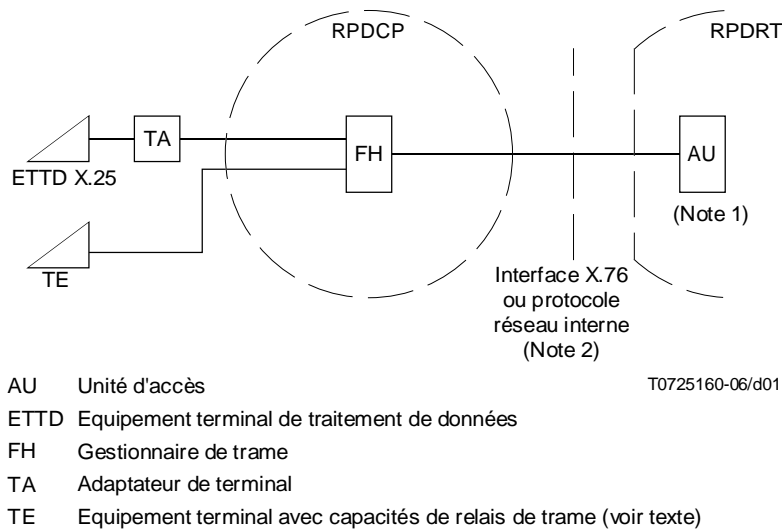 RPDCP
RPDRT
TA
FH
AU
ETTD X.25
(Note 1)
TE
Interface X.76
ou protocole
réseau interne
(Note 2)
AU Unité d'accès
T0725160-06/d01
ETTD Equipement terminal de traitement de données
FH Gestionnaire de trame
TA Adaptateur de terminal
TE Equipement terminal avec capacités de relais de trame (voir texte)